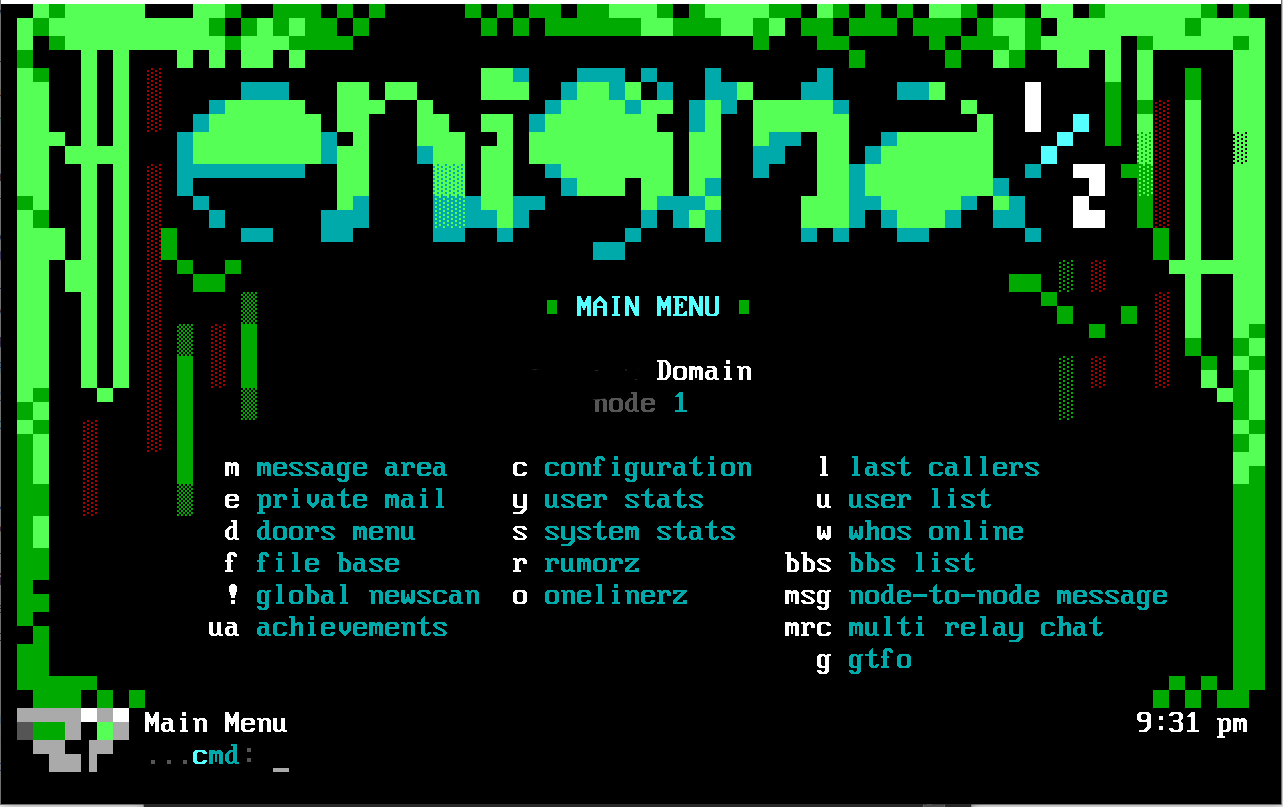 1/2
MAIN MENU
Domain
node 1
m message area c configuration l last callers
e private mail y user stats u user list
d doors menu s system stats w whos online
f file base r rumorz bbs bbs list
! global newscan o onelinerz msg node-to-node message
ua achievements mrc multi relay chat
g gtfo
Main Menu 9:31 pm
...cmd: _